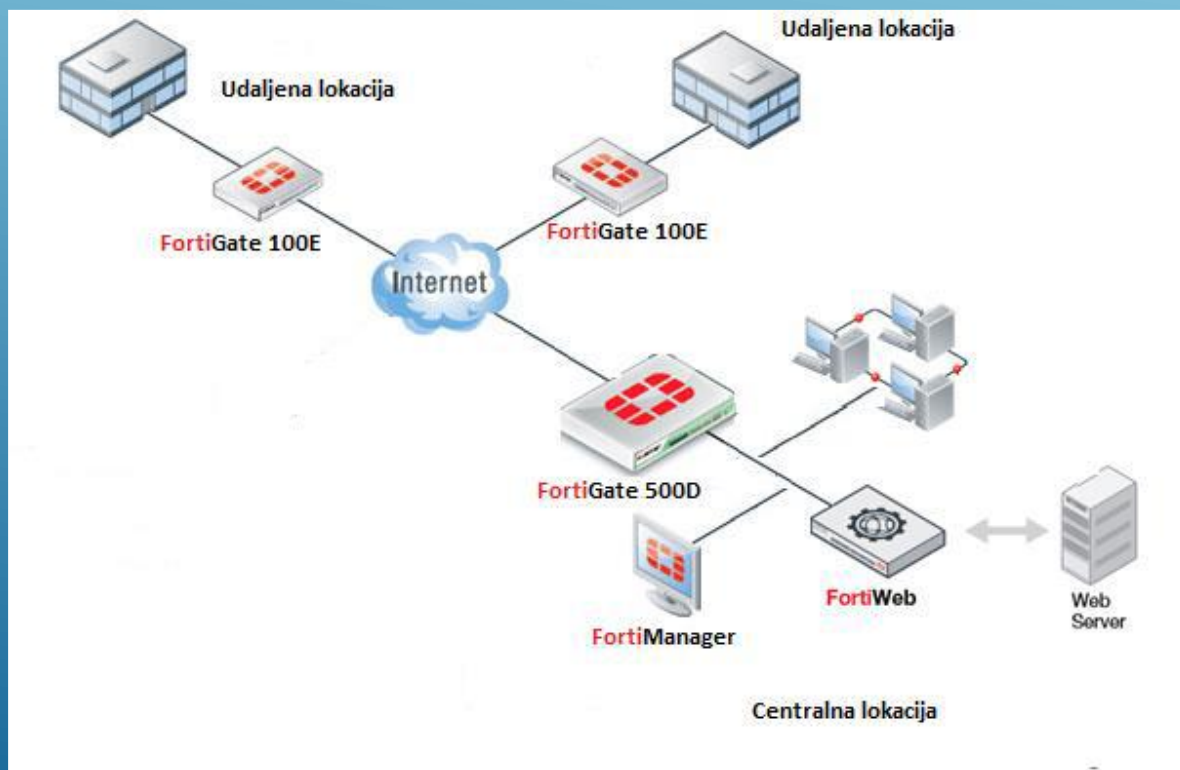 Udaljena lokacija
Udaljena lokacija
FortiGate 100E
FortiGate 100E
Internet
FortiGate 500D
FortiManager
FortiWeb
Web
Server
Centralna lokacija